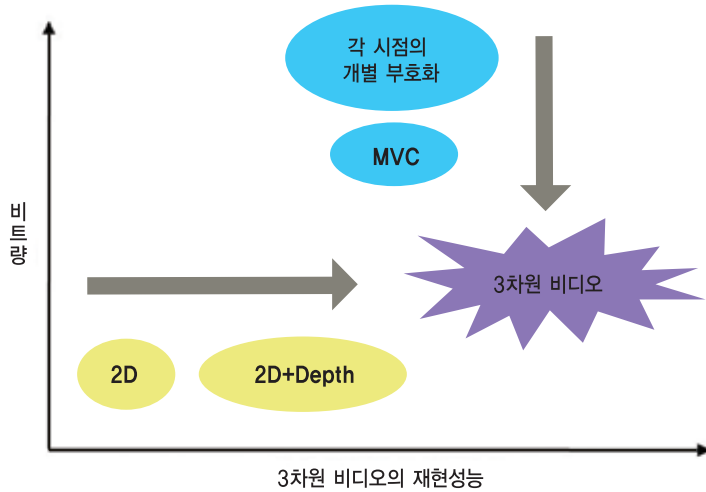 각 시점의
개별 부호화
MVC
비트량
3차원 비디오
2D
2D+Depth
3차원 비디오의 재현성능